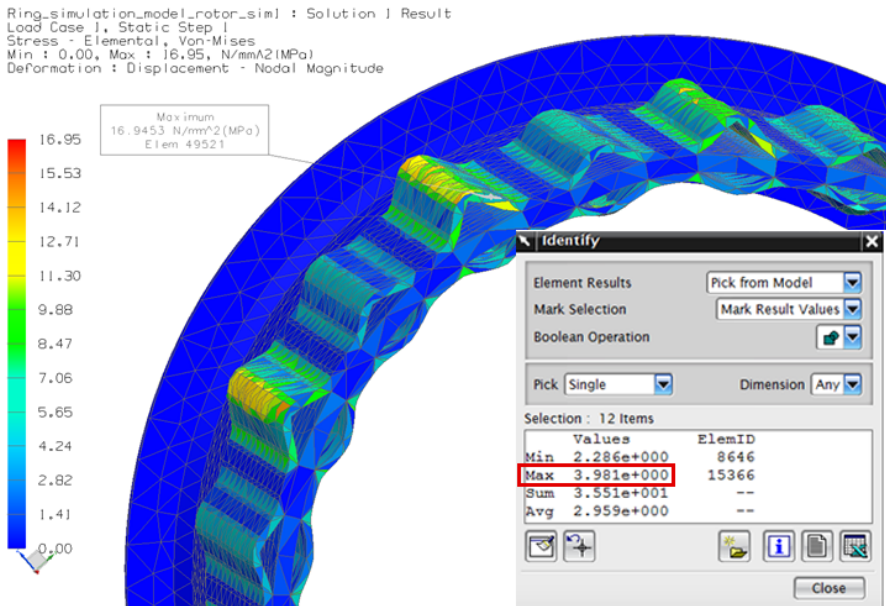 Ring_simulation_model_rotor_sim1 : Solution 1 Result
Load Case 1, Static Step 1
Stress - Elemental, Von-Mises
Min : 0.00, Max : 16.95, N/mm^2(MPa)
Deformation : Displacement - Nodal Magnitude
Maximum
16.9453 N/mm^2(MPa)
Elem 49521
16.95
15.53
14.12
12.71
11.30
9.88
8.47
7.06
5.65
4.24
2.82
1.41
0.00
Identify
Element Results Pick from Model
Mark Selection Mark Result Values
Boolean Operation
Pick Single Dimension Any
Selection : 12 Items
Values ElemID
Min 2.286e+000 8646
Max 3.981e+000 15366
Sum 3.551e+001 --
Avg 2.959e+000 --
Close